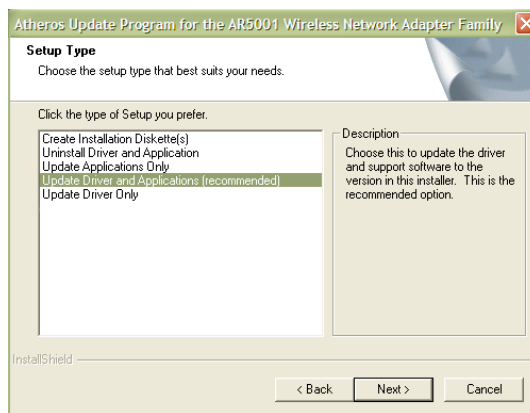 Atheros Update Program for the AR5001 Wireless Network Adapter Family
Setup Type
Choose the setup type that best suits your needs.
Click the type of Setup you prefer.
Create Installation Diskette(s)
Uninstall Driver and Application
Update Applications Only
Update Driver and Applications (recommended)
Update Driver Only
Description
Choose this to update the driver
and support software to the
version in this installer. This is the
recommended option.
InstallShield
< Back
Next >
Cancel